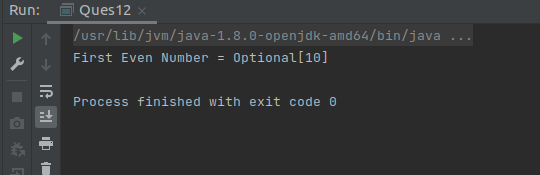 Run: Ques12
/usr/lib/jvm/java-1.8.0-openjdk-amd64/bin/java ...
First Even Number = Optional[10]
Process finished with exit code 0